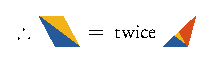 ∴ = twice